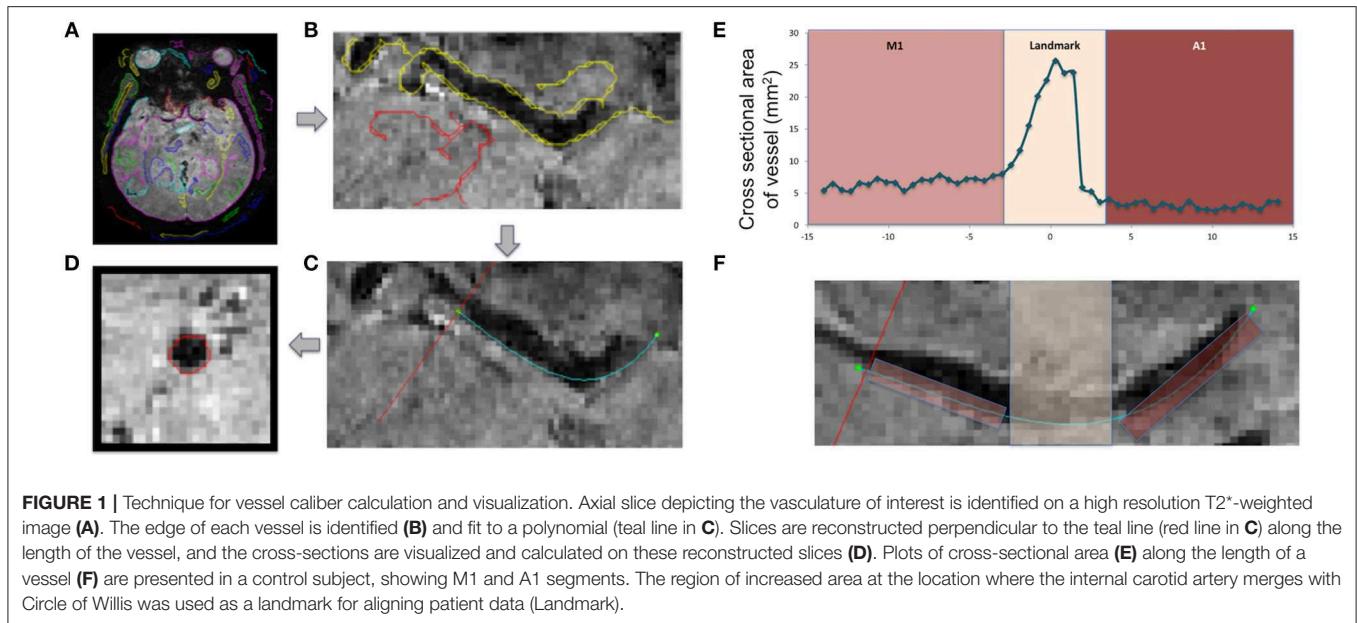 A
B
E
30
25
20
15
10
5
0
Cross sectional area
of vessel (mm²)
M1
Landmark
A1
-15
-10
-5
0
5
10
15
D
C
F
FIGURE 1 | Technique for vessel caliber calculation and visualization. Axial slice depicting the vasculature of interest is identified on a high resolution T2*-weighted
image (A). The edge of each vessel is identified (B) and fit to a polynomial (teal line in C). Slices are reconstructed perpendicular to the teal line (red line in C) along the
length of the vessel, and the cross-sections are visualized and calculated on these reconstructed slices (D). Plots of cross-sectional area (E) along the length of a
vessel (F) are presented in a control subject, showing M1 and A1 segments. The region of increased area at the location where the internal carotid artery merges with
Circle of Willis was used as a landmark for aligning patient data (Landmark).